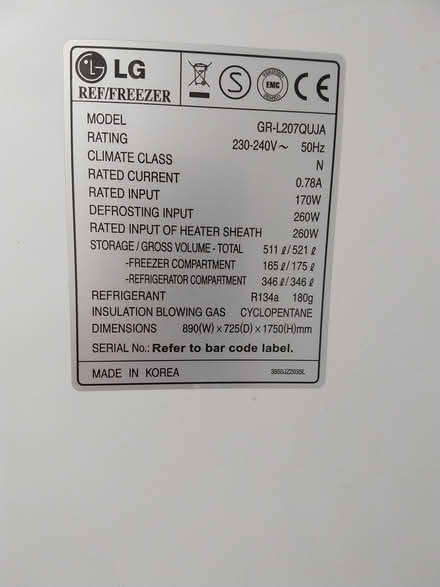 LG
REF/FREEZER
S
EMC
CE
MODEL GR-L207QUJA
RATING 230-240V~ 50Hz
CLIMATE CLASS N
RATED CURRENT 0.78A
RATED INPUT 170W
DEFROSTING INPUT 260W
RATED INPUT OF HEATER SHEATH 260W
STORAGE / GROSS VOLUME - TOTAL 511 ℓ / 521 ℓ
-FREEZER COMPARTMENT 165 ℓ / 175 ℓ
-REFRIGERATOR COMPARTMENT 346 ℓ / 346 ℓ
REFRIGERANT R134a 180g
INSULATION BLOWING GAS CYCLOPENTANE
DIMENSIONS 890(W)×725(D)×1750(H)mm
SERIAL No.: Refer to bar code label.
MADE IN KOREA